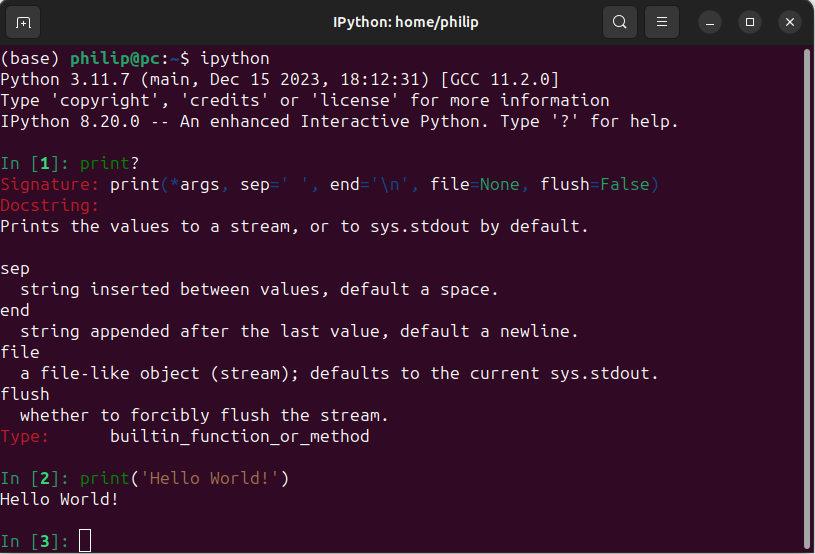 IPython: home/philip
(base) philip@pc:~$ ipython
Python 3.11.7 (main, Dec 15 2023, 18:12:31) [GCC 11.2.0]
Type 'copyright', 'credits' or 'license' for more information
IPython 8.20.0 -- An enhanced Interactive Python. Type '?' for help.
In [1]: print?
Signature: print(*args, sep=' ', end='\n', file=None, flush=False)
Docstring:
Prints the values to a stream, or to sys.stdout by default.
sep
  string inserted between values, default a space.
end
  string appended after the last value, default a newline.
file
  a file-like object (stream); defaults to the current sys.stdout.
flush
  whether to forcibly flush the stream.
Type:      builtin_function_or_method
In [2]: print('Hello World!')
Hello World!
In [3]: